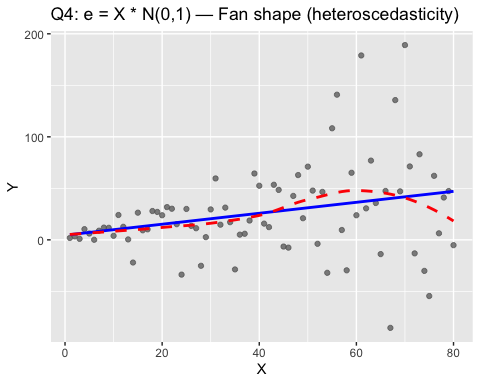 Q4: e = X * N(0,1) — Fan shape (heteroscedasticity)
200
100
0
Y
0
20
40
60
80
X